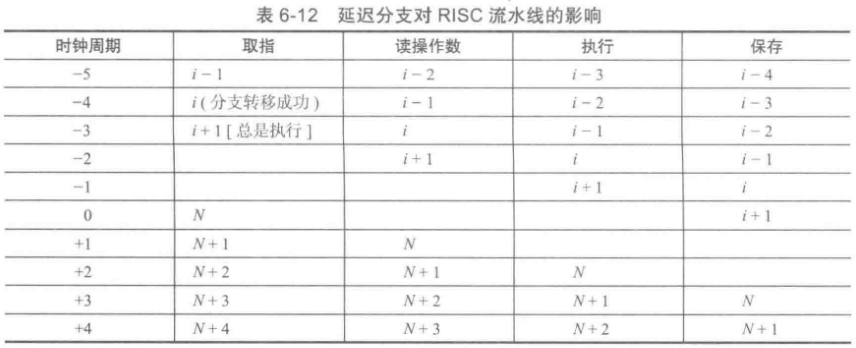 表 6-12 延迟分支对 RISC 流水线的影响
时钟周期 取指 读操作数 执行 保存
−5 i − 1 i − 2 i − 3 i − 4
−4 i ( 分支转移成功 ) i − 1 i − 2 i − 3
−3 i + 1 [ 总是执行 ] i i − 1 i − 2
−2 i + 1 i i − 1
−1 i + 1 i
0 N i + 1
+1 N + 1 N
+2 N + 2 N + 1 N
+3 N + 3 N + 2 N + 1 N
+4 N + 4 N + 3 N + 2 N + 1